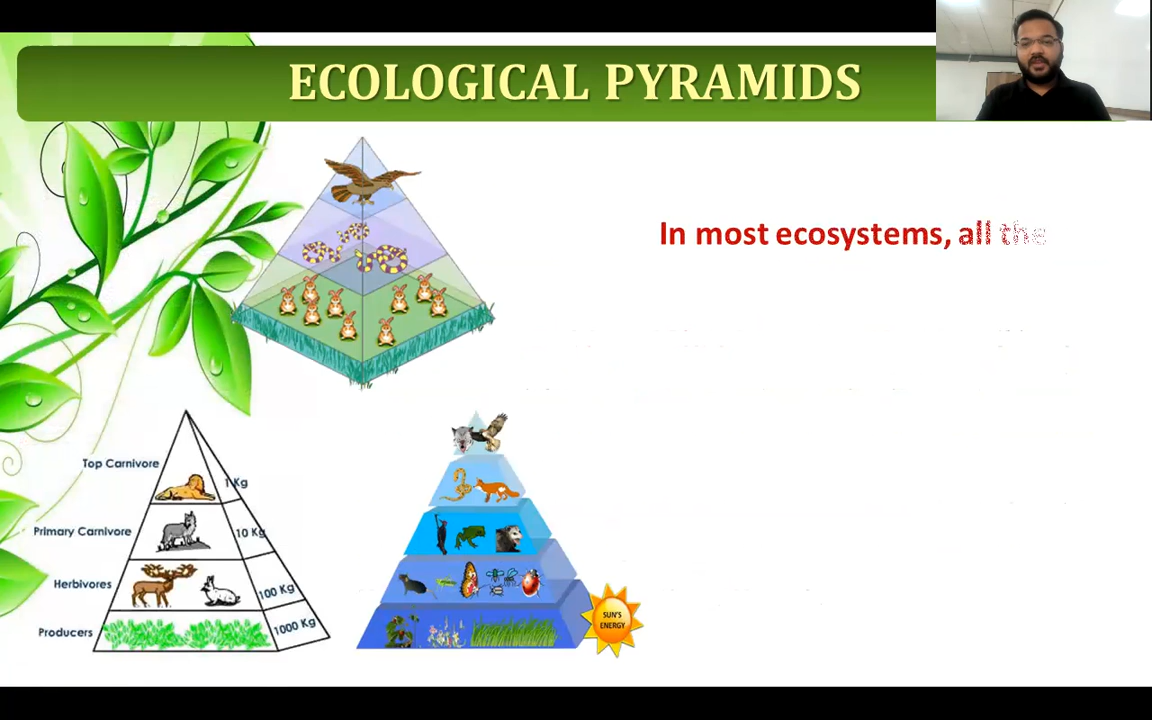 ECOLOGICAL PYRAMIDS
In most ecosystems, all the
Top Carnivore
1 Kg
Primary Carnivore
10 Kg
Herbivores
100 Kg
Producers
1000 Kg
SUN'S
ENERGY